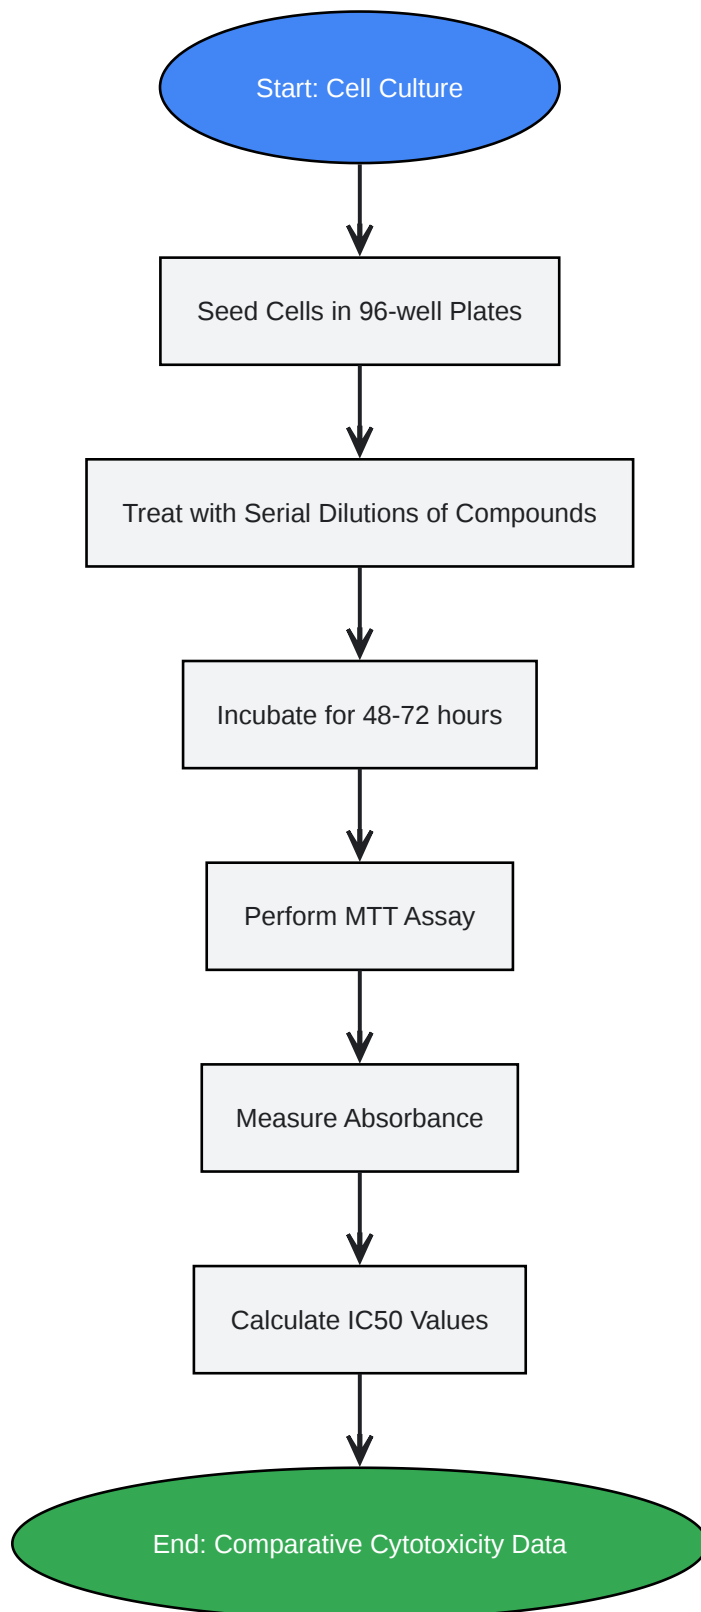 Start: Cell Culture
Seed Cells in 96-well Plates
Treat with Serial Dilutions of Compounds
Incubate for 48-72 hours
Perform MTT Assay
Measure Absorbance
Calculate IC50 Values
End: Comparative Cytotoxicity Data